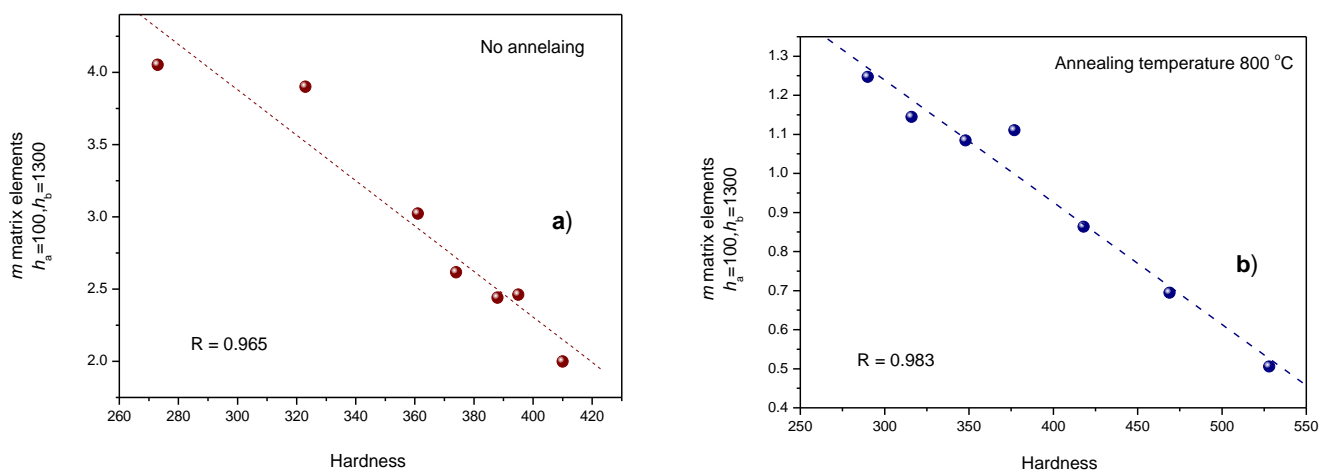 No annelaing
4.0
3.5
3.0
2.5
2.0
m matrix elements
hₐ=100,h_b=1300
a)
R = 0.965
260 280 300 320 340 360 380 400 420
Hardness
Annealing temperature 800 °C
1.3
1.2
1.1
1.0
0.9
0.8
0.7
0.6
0.5
0.4
m matrix elements
hₐ=100,h_b=1300
b)
R = 0.983
250 300 350 400 450 500 550
Hardness